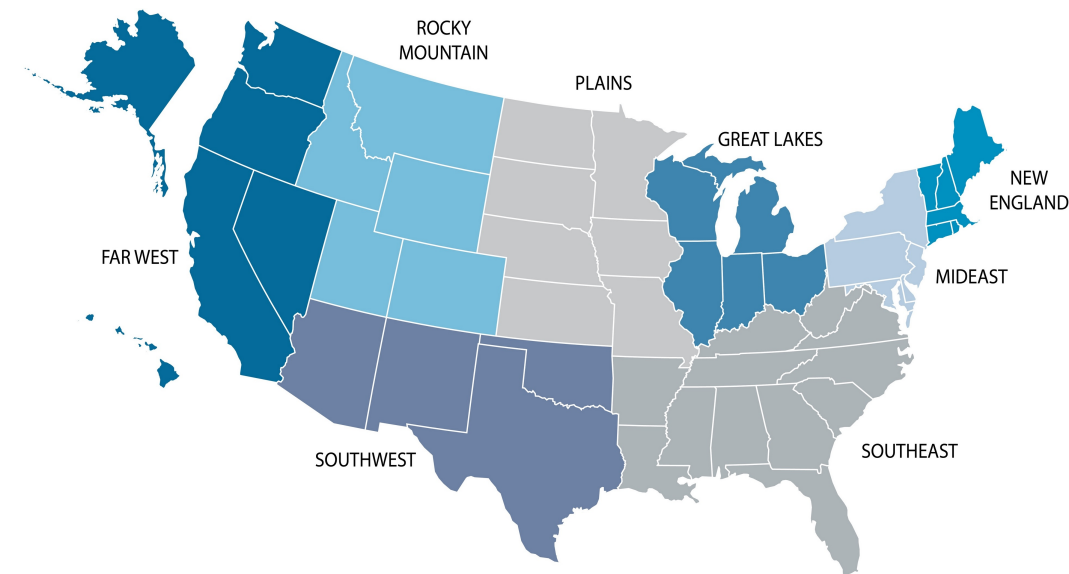 ROCKY
MOUNTAIN
PLAINS
GREAT LAKES
NEW
ENGLAND
FAR WEST
MIDEAST
SOUTHWEST
SOUTHEAST